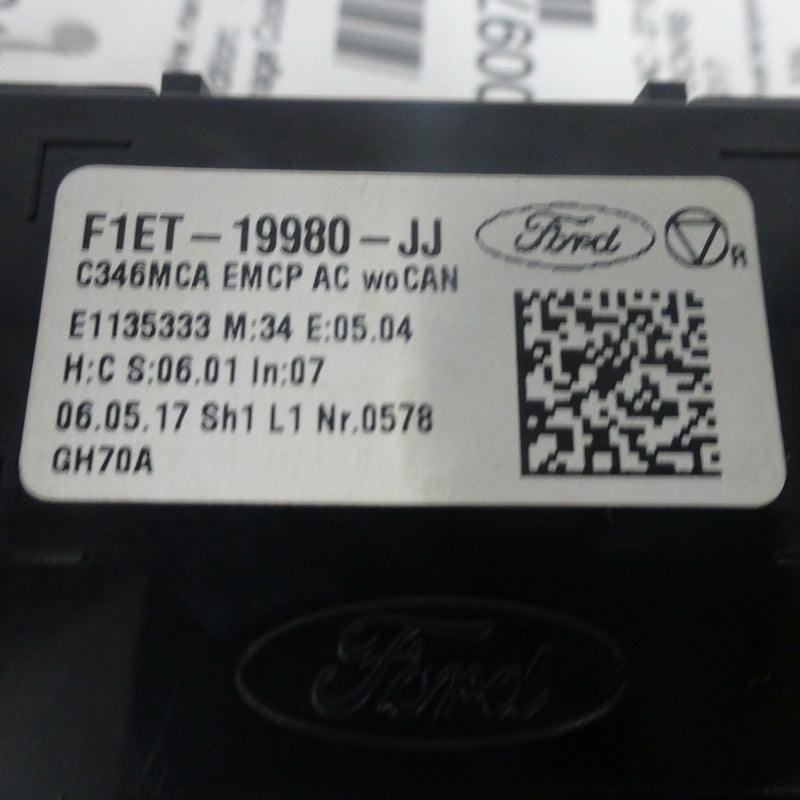 F1ET-19980-JJ
Ford
R
C346MCA EMCP AC woCAN
E1135333 M:34 E:05.04
H:C S:06.01 In:07
06.05.17 Sh1 L1 Nr.0578
GH70A
Ford